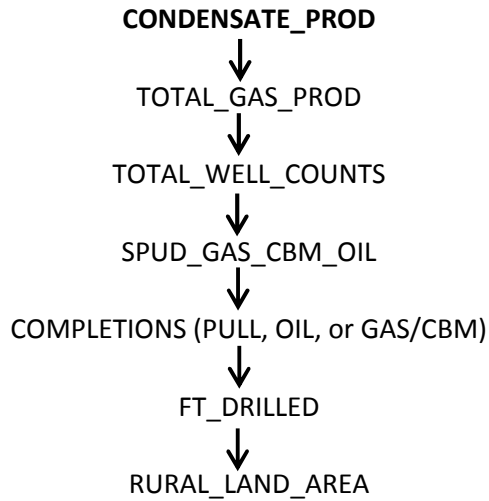 CONDENSATE_PROD
TOTAL_GAS_PROD
TOTAL_WELL_COUNTS
SPUD_GAS_CBM_OIL
COMPLETIONS (PULL, OIL, or GAS/CBM)
FT_DRILLED
RURAL_LAND_AREA